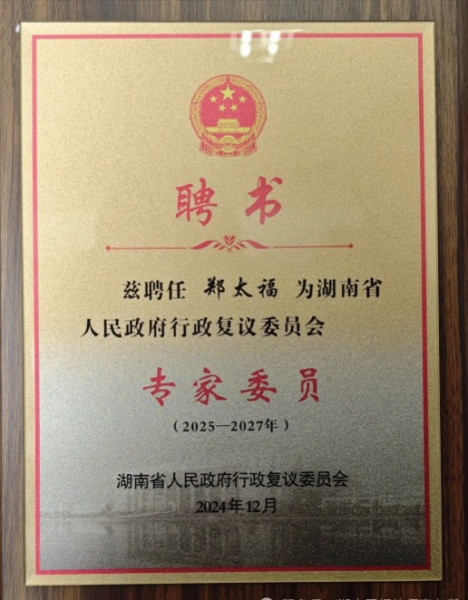 聘书
兹聘任 郑太福 为湖南省
人民政府行政复议委员会
专家委员
（2025—2027年）
湖南省人民政府行政复议委员会
2024年12月